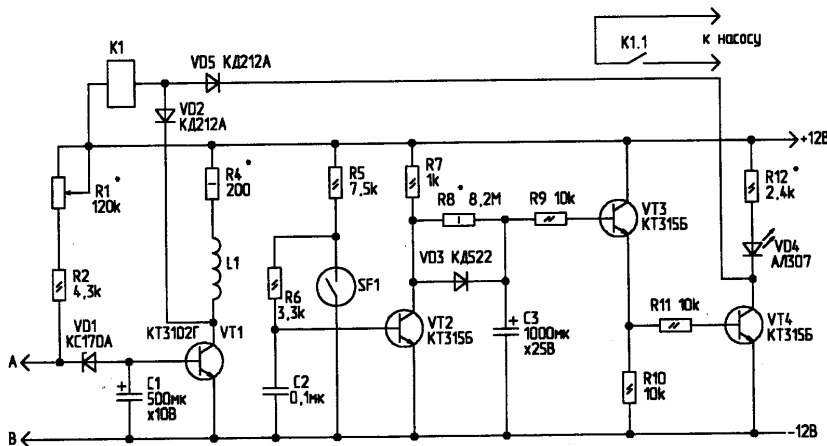 К1
VD5 КД212А
К1.1
к насосу
VD2
КД212А
+12В
R1*
120k
R4*
200
R5
7,5k
R7
1k
R8* 8,2М
R9 10k
VT3
КТ315Б
R12*
2,4k
VD4
АЛ307
R2
4,3k
L1
R6
3,3k
SF1
VD3 КД522
VD1
КС170А
КТ3102Г
VT1
VT2
КТ315Б
C3
1000мк
х25В
R11 10k
VT4
КТ315Б
А
C1
500мк
х10В
C2
0,1мк
R10
10k
В
-12В